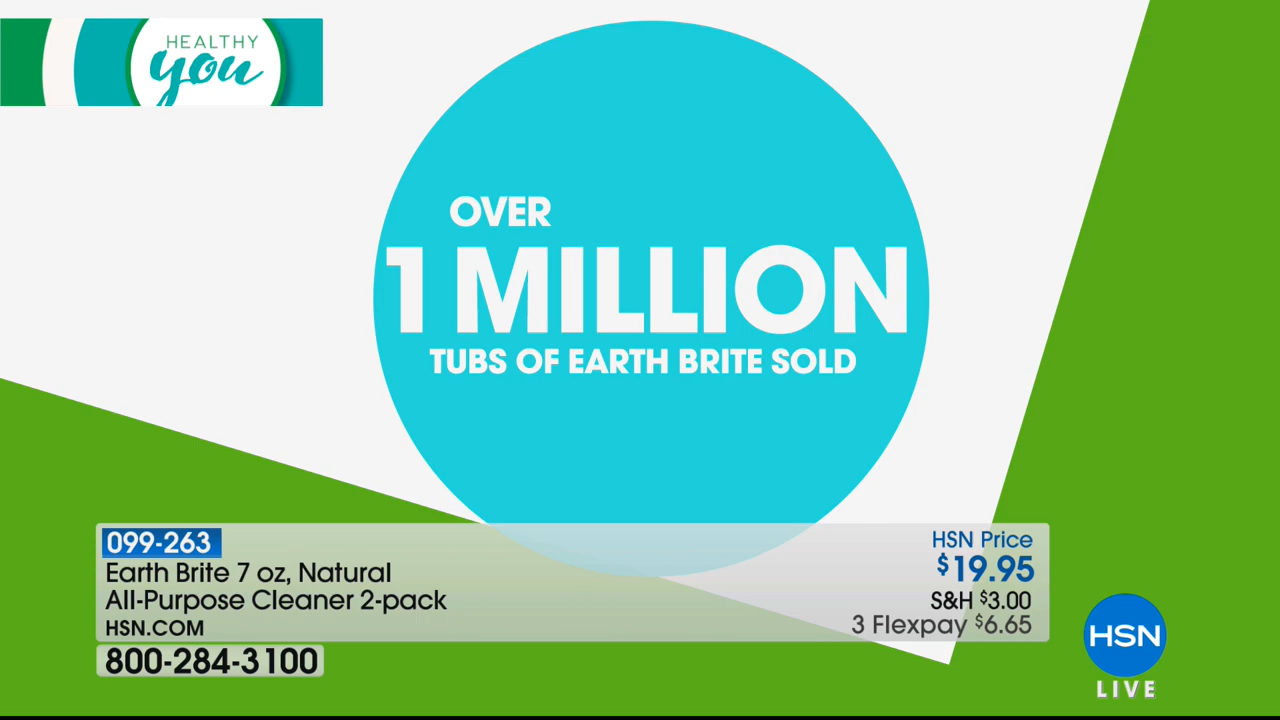 HEALTHY
you
OVER
1 MILLION
TUBS OF EARTH BRITE SOLD
099-263
Earth Brite 7 oz, Natural
All-Purpose Cleaner 2-pack
HSN.COM
800-284-3100
HSN Price
$19.95
S&H $3.00
3 Flexpay $6.65
HSN
LIVE